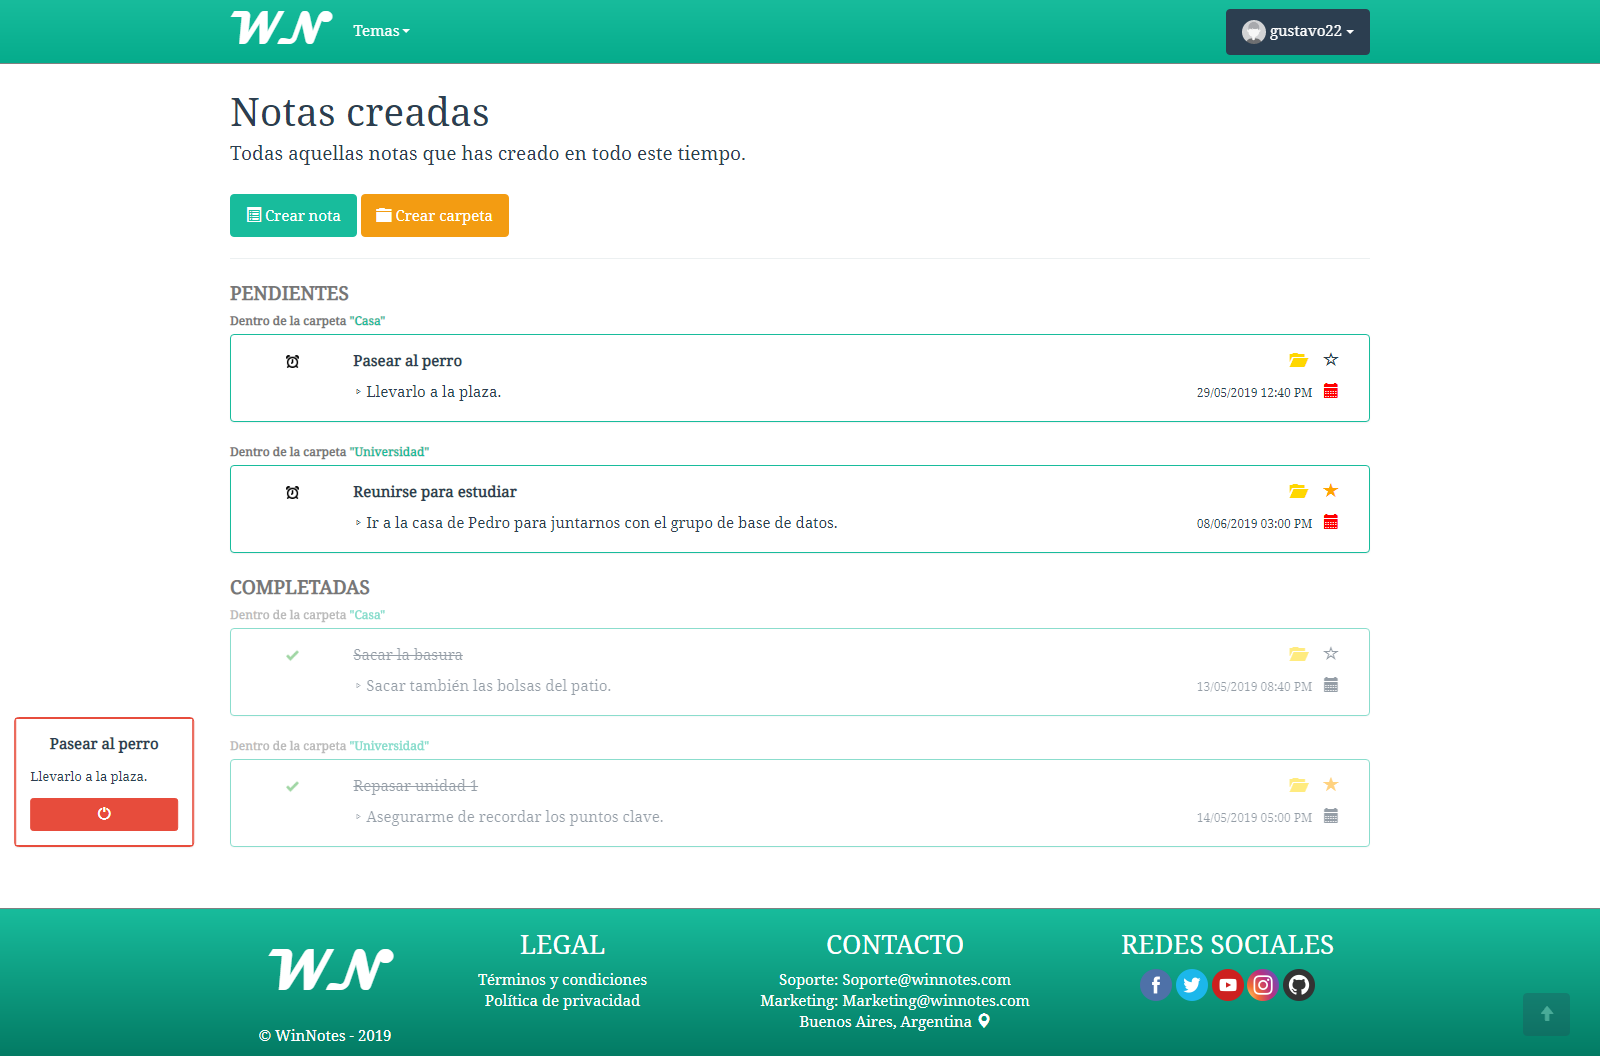 WN
Temas
gustavo22
Notas creadas
Todas aquellas notas que has creado en todo este tiempo.
Crear nota
Crear carpeta
PENDIENTES
Dentro de la carpeta "Casa"
Pasear al perro
Llevarlo a la plaza.
29/05/2019 12:40 PM
Dentro de la carpeta "Universidad"
Reunirse para estudiar
Ir a la casa de Pedro para juntarnos con el grupo de base de datos.
08/06/2019 03:00 PM
COMPLETADAS
Dentro de la carpeta "Casa"
Sacar la basura
Sacar también las bolsas del patio.
13/05/2019 08:40 PM
Dentro de la carpeta "Universidad"
Repasar unidad 1
Asegurarme de recordar los puntos clave.
14/05/2019 05:00 PM
Pasear al perro
Llevarlo a la plaza.
WN
© WinNotes - 2019
LEGAL
Términos y condiciones
Política de privacidad
CONTACTO
Soporte: Soporte@winnotes.com
Marketing: Marketing@winnotes.com
Buenos Aires, Argentina
REDES SOCIALES